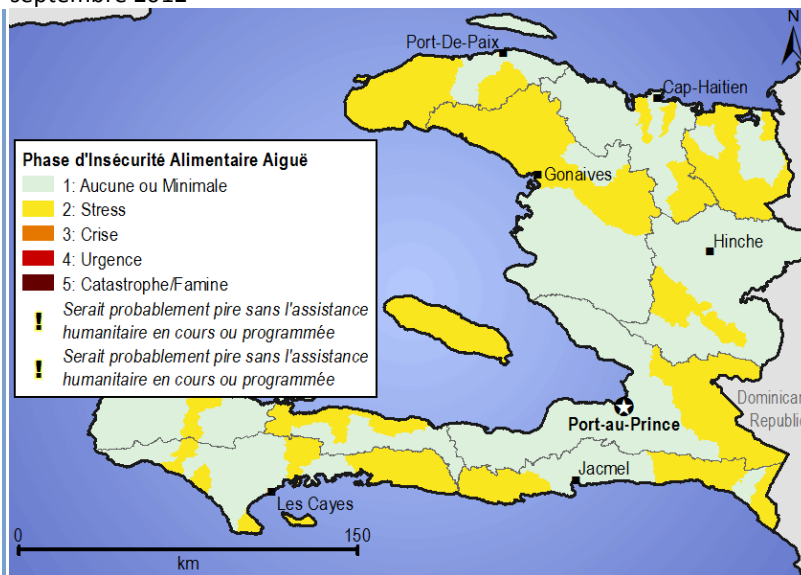 septembre 2012
N
Port-De-Paix
Cap-Haitien
Phase d'Insécurité Alimentaire Aiguë
1: Aucune ou Minimale
2: Stress
3: Crise
4: Urgence
5: Catastrophe/Famine
! Serait probablement pire sans l'assistance
humanitaire en cours ou programmée
! Serait probablement pire sans l'assistance
humanitaire en cours ou programmée
Gonaives
Hinche
Dominican
Republic
Port-au-Prince
Jacmel
Les Cayes
0 150
km